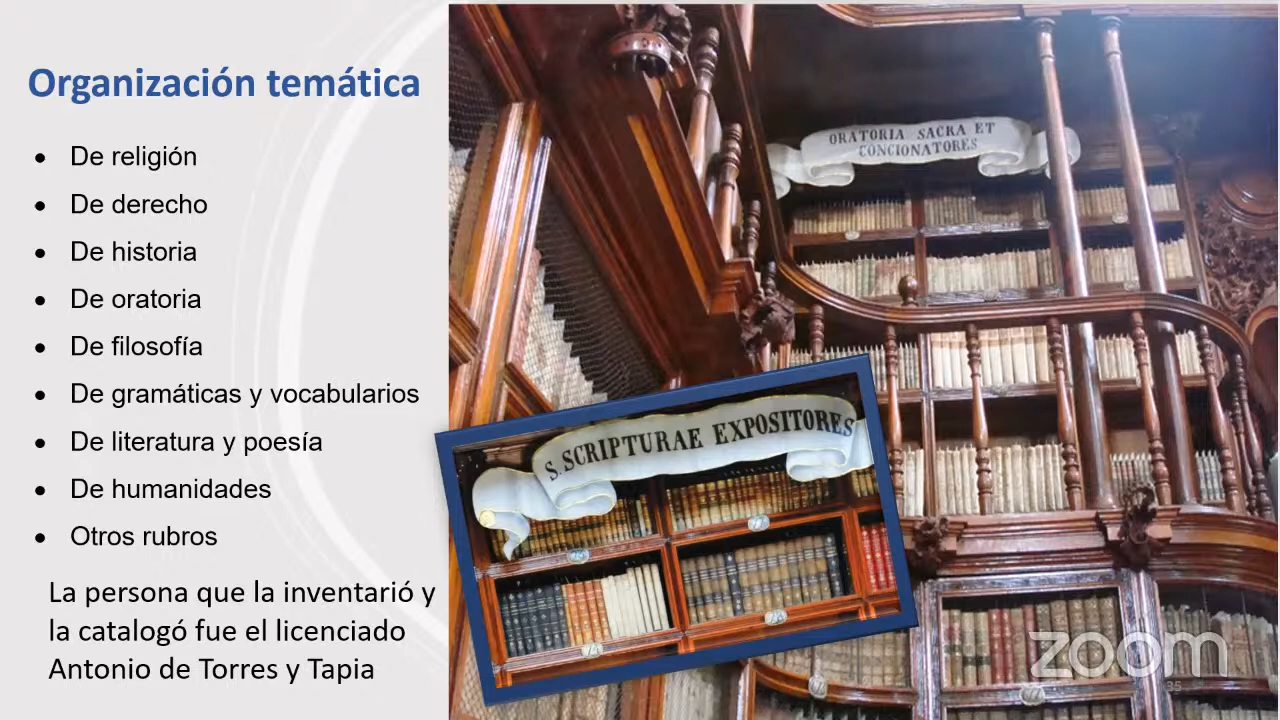 Organización temática
• De religión
• De derecho
• De historia
• De oratoria
• De filosofía
• De gramáticas y vocabularios
• De literatura y poesía
• De humanidades
• Otros rubros
La persona que la inventarió y
la catalogó fue el licenciado
Antonio de Torres y Tapia
ORATORIA SACRA ET
CONCIONATORES
S. SCRIPTURAE EXPOSITORES
zoom
35